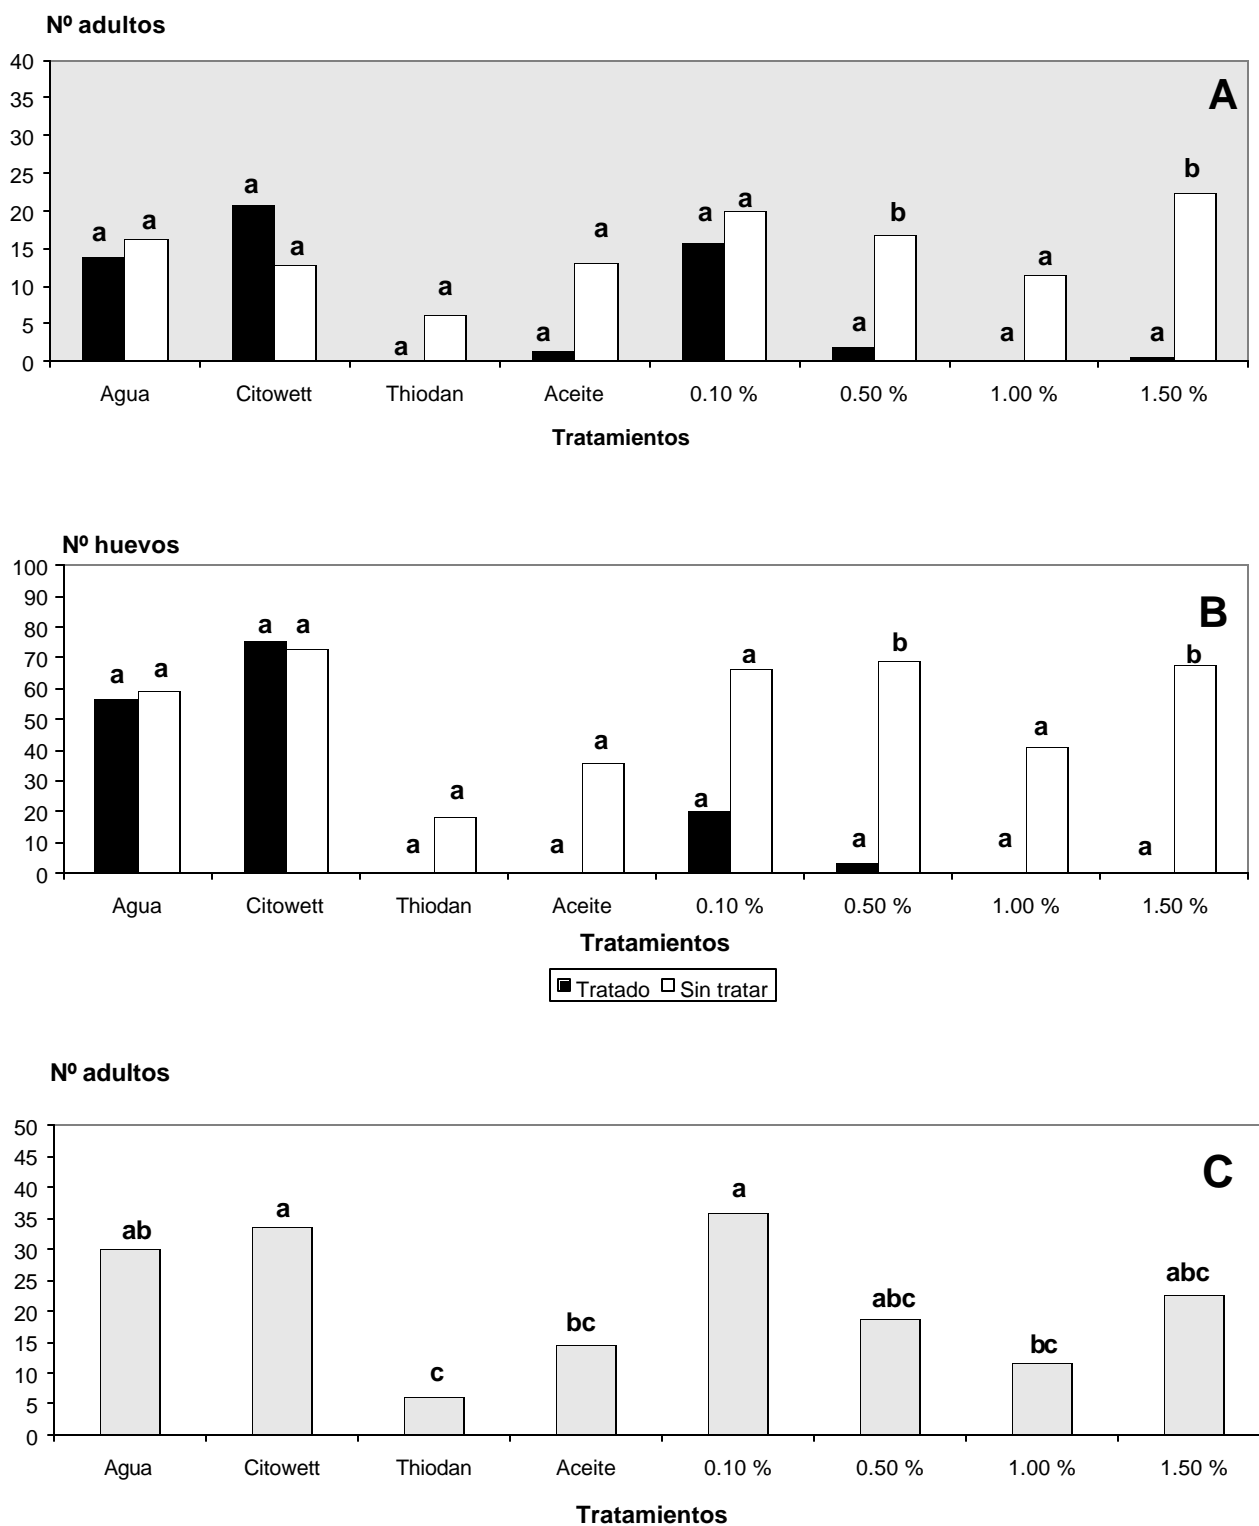 Nº adultos
A
40
35
30
25
20
15
10
5
0
a a a a a a a a a a a b a a a b
Agua Citowett Thiodan Aceite 0.10 % 0.50 % 1.00 % 1.50 %
Tratamientos
Nº huevos
B
100
90
80
70
60
50
40
30
20
10
0
a a a a a a a a a a a b a a a b
Agua Citowett Thiodan Aceite 0.10 % 0.50 % 1.00 % 1.50 %
Tratamientos
Tratado Sin tratar
Nº adultos
C
50
45
40
35
30
25
20
15
10
5
0
ab a c bc a abc bc abc
Agua Citowett Thiodan Aceite 0.10 % 0.50 % 1.00 % 1.50 %
Tratamientos